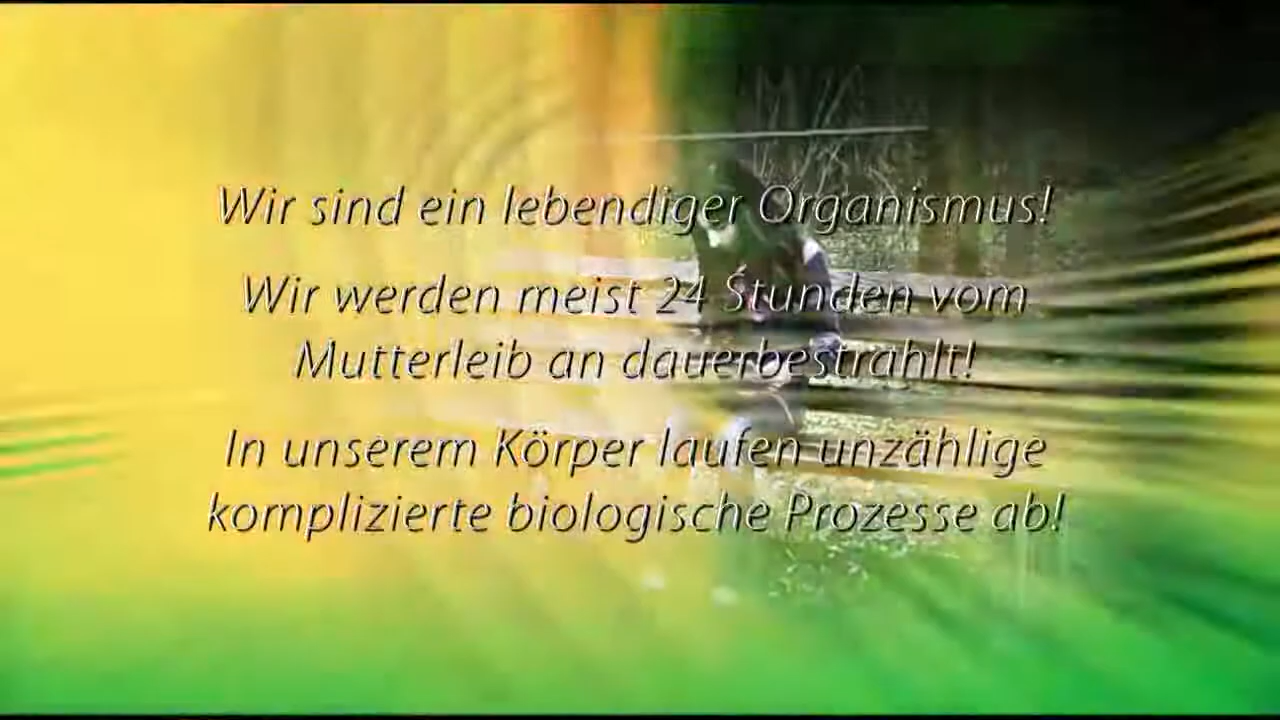 Wir sind ein lebendiger Organismus!
Wir werden meist 24 Stunden vom
Mutterleib an dauerbestrahlt!
In unserem Körper laufen unzählige
komplizierte biologische Prozesse ab!